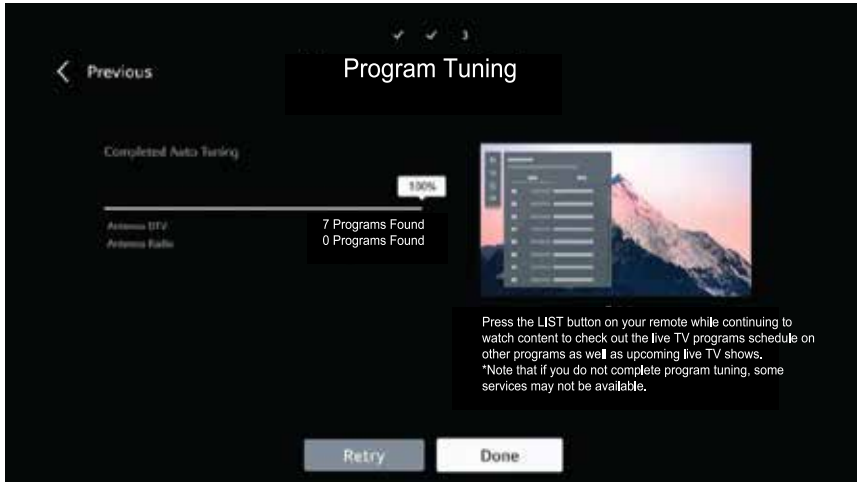 3
Previous
Program Tuning
Completed Auto Tuning
100%
Antenna DTV
7 Programs Found
Antenna Radio
0 Programs Found
Press the LIST button on your remote while continuing to
watch content to check out the live TV programs schedule on
other programs as well as upcoming live TV shows.
*Note that if you do not complete program tuning, some
services may not be available.
Retry
Done